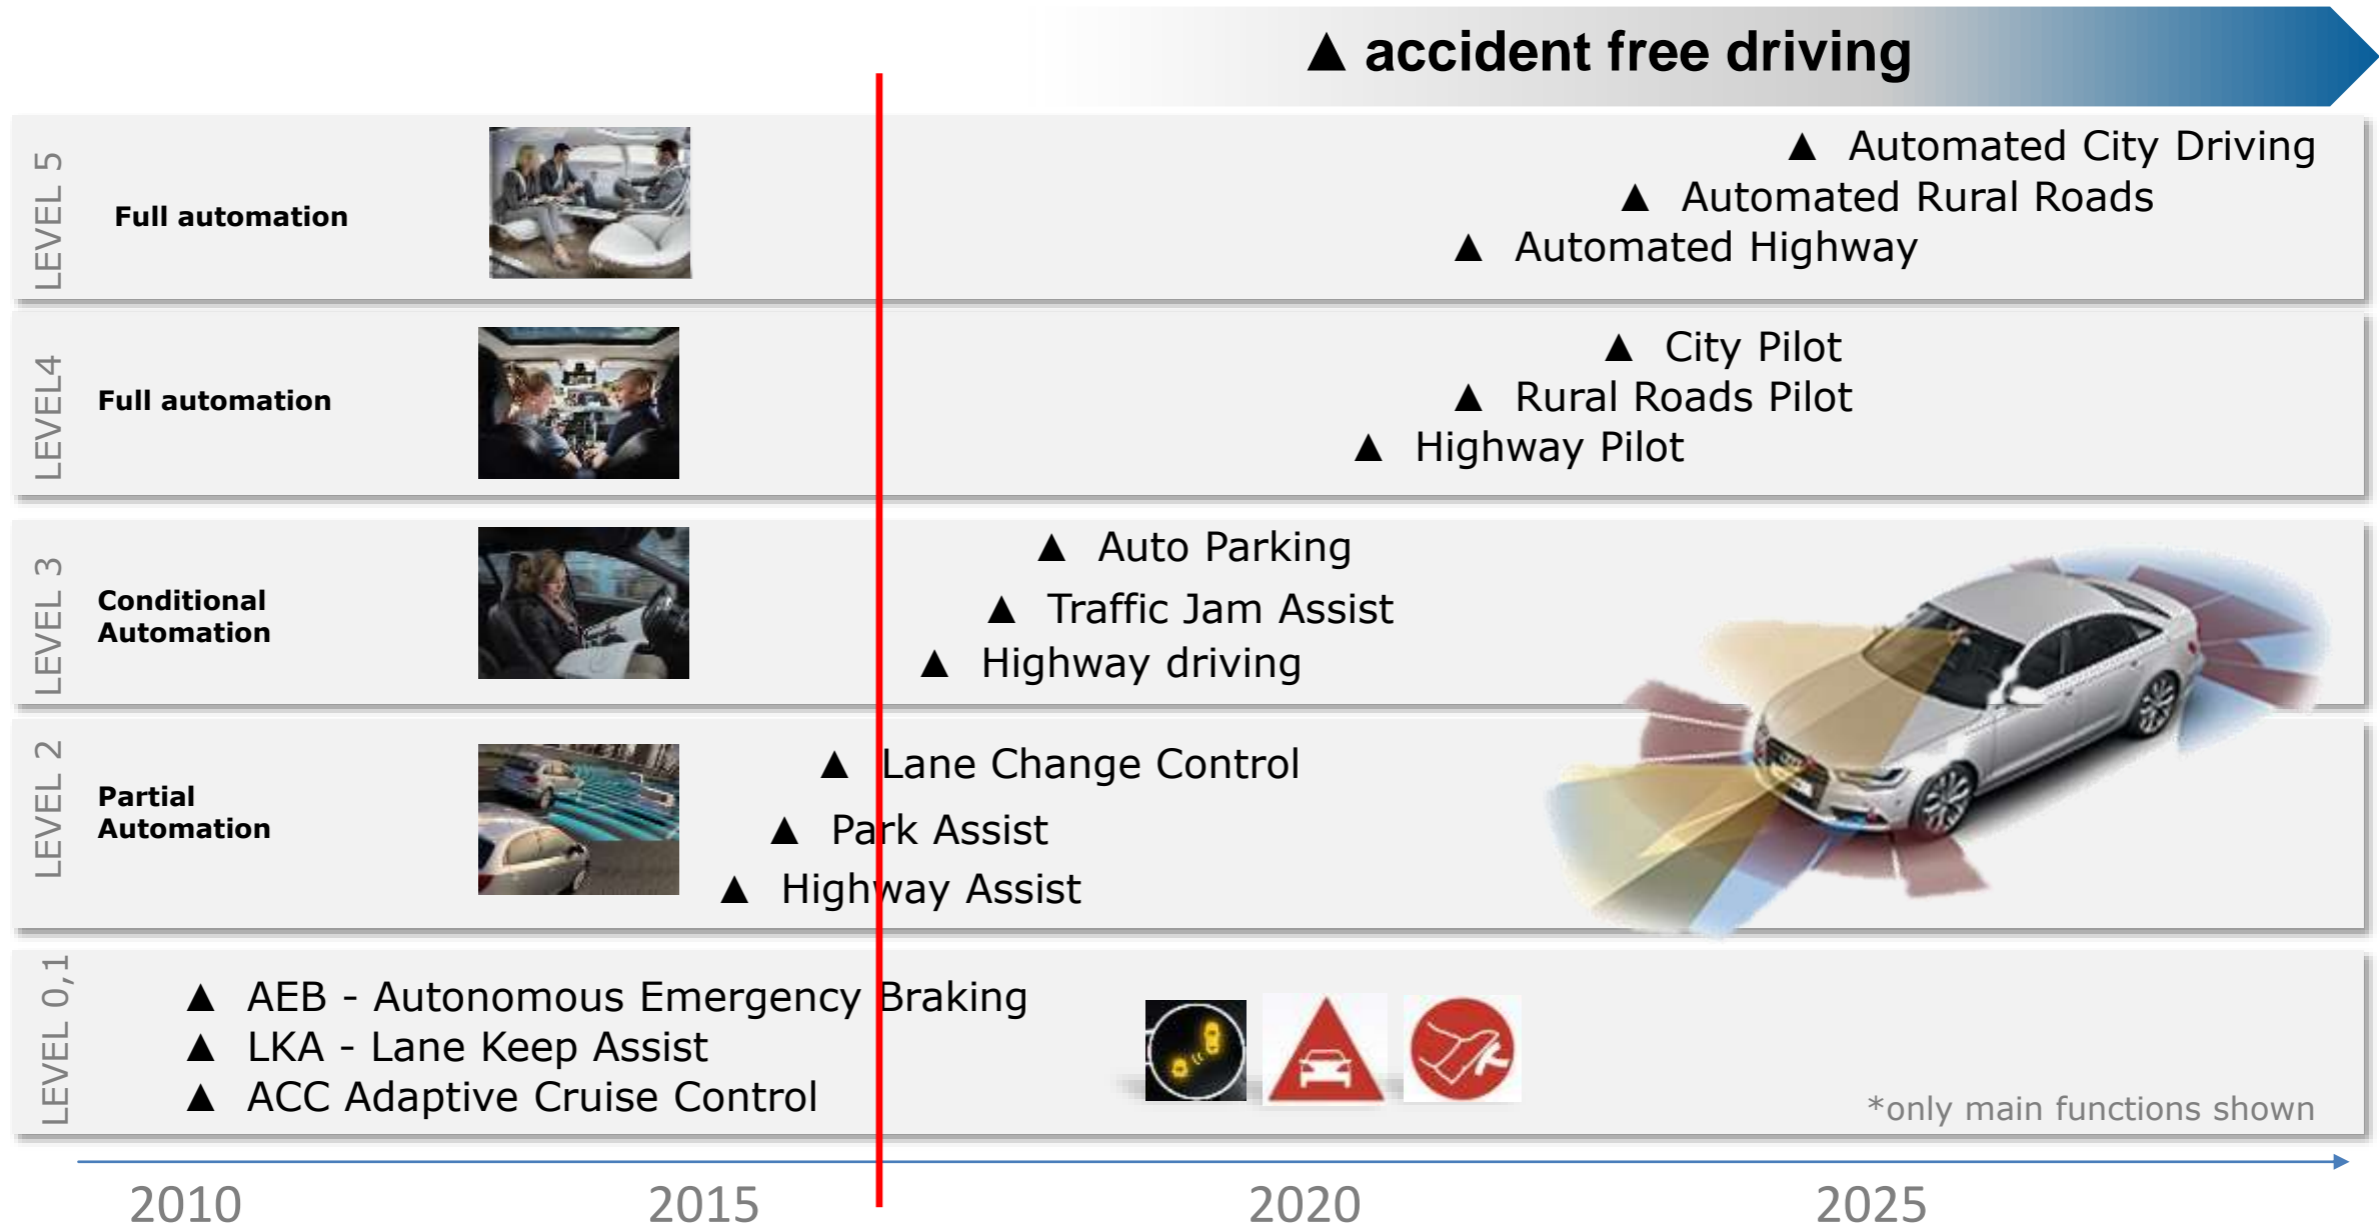 ▲ accident free driving
LEVEL 5
Full automation
▲ Automated City Driving
▲ Automated Rural Roads
▲ Automated Highway
LEVEL4
Full automation
▲ City Pilot
▲ Rural Roads Pilot
▲ Highway Pilot
LEVEL 3
Conditional
Automation
▲ Auto Parking
▲ Traffic Jam Assist
▲ Highway driving
LEVEL 2
Partial
Automation
▲ Lane Change Control
▲ Park Assist
▲ Highway Assist
LEVEL 0,1
▲ AEB - Autonomous Emergency Braking
▲ LKA - Lane Keep Assist
▲ ACC Adaptive Cruise Control
*only main functions shown
2010 2015 2020 2025